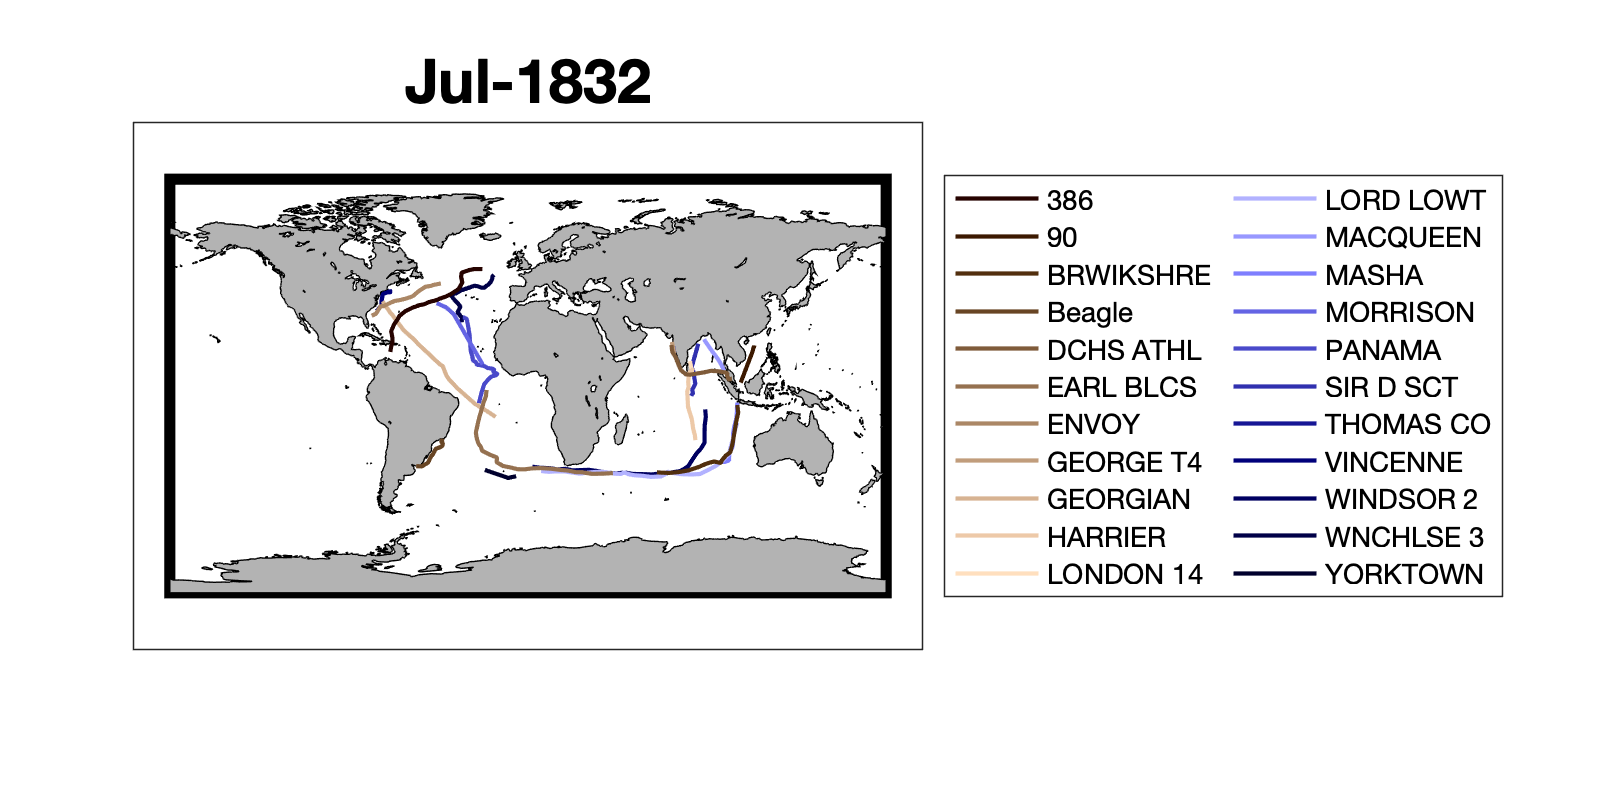 Jul-1832
386
90
BRWIKSHRE
Beagle
DCHS ATHL
EARL BLCS
ENVOY
GEORGE T4
GEORGIAN
HARRIER
LONDON 14
LORD LOWT
MACQUEEN
MASHA
MORRISON
PANAMA
SIR D SCT
THOMAS CO
VINCENNE
WINDSOR 2
WNCHLSE 3
YORKTOWN